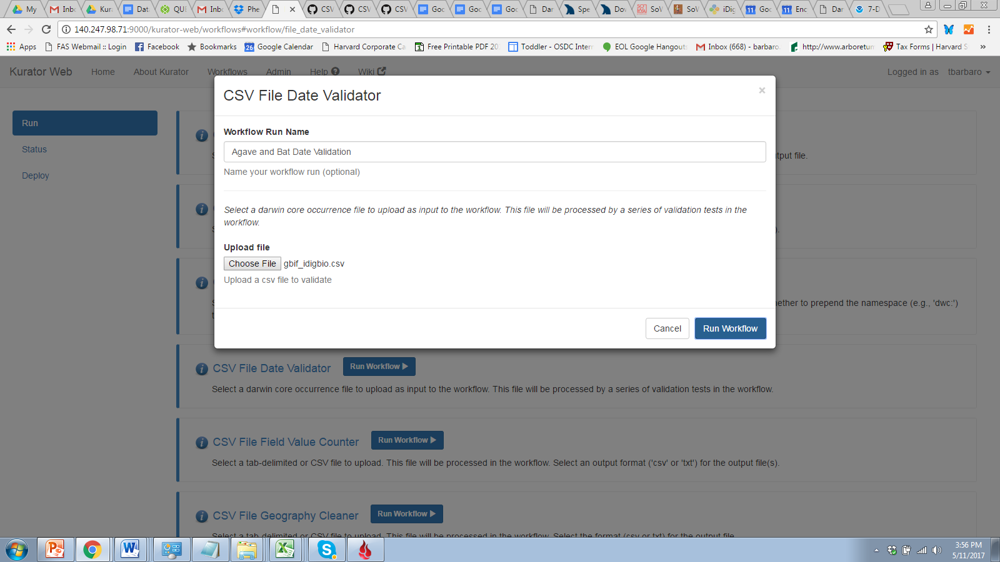 My
Inbo
Kura
Data
QUE
Inbo
Phe
CSV
CSV
CSV
Goo
Goo
Goo
Dar
Spe
Dov
SoV
SoV
iDig
Goo
Enc
Dar
7-D
140.247.98.71:9000/kurator-web/workflows#workflow/file_date_validator
Apps
FAS Webmail :: Login
Facebook
Bookmarks
26 Google Calendar
Harvard Corporate Ca
Free Printable PDF 20
Toddler - OSDC Inter
EOL Google Hangout
Inbox (668) - barbaro
http://www.arboretun
Tax Forms | Harvard S
»
Kurator Web
Home
About Kurator
Workflows
Admin
Help
Wiki
Logged in as tbarbaro
Run
Status
Deploy
CSV File Date Validator
×
Workflow Run Name
Agave and Bat Date Validation
Name your workflow run (optional)
Select a darwin core occurrence file to upload as input to the workflow. This file will be processed by a series of validation tests in the
workflow.
Upload file
Choose File gbif_idigbio.csv
Upload a csv file to validate
Cancel
Run Workflow
tput file.
).
ether to prepend the namespace (e.g., 'dwc:')
CSV File Date Validator
Run Workflow
Select a darwin core occurrence file to upload as input to the workflow. This file will be processed by a series of validation tests in the workflow.
CSV File Field Value Counter
Run Workflow
Select a tab-delimited or CSV file to upload. This file will be processed in the workflow. Select an output format ('csv' or 'txt') for the output file(s).
CSV File Geography Cleaner
Run Workflow
Select a tab-delimited or CSV file to upload. This file will be processed in the workflow. Select the format (csv or txt) for the output file.
3:56 PM
5/11/2017